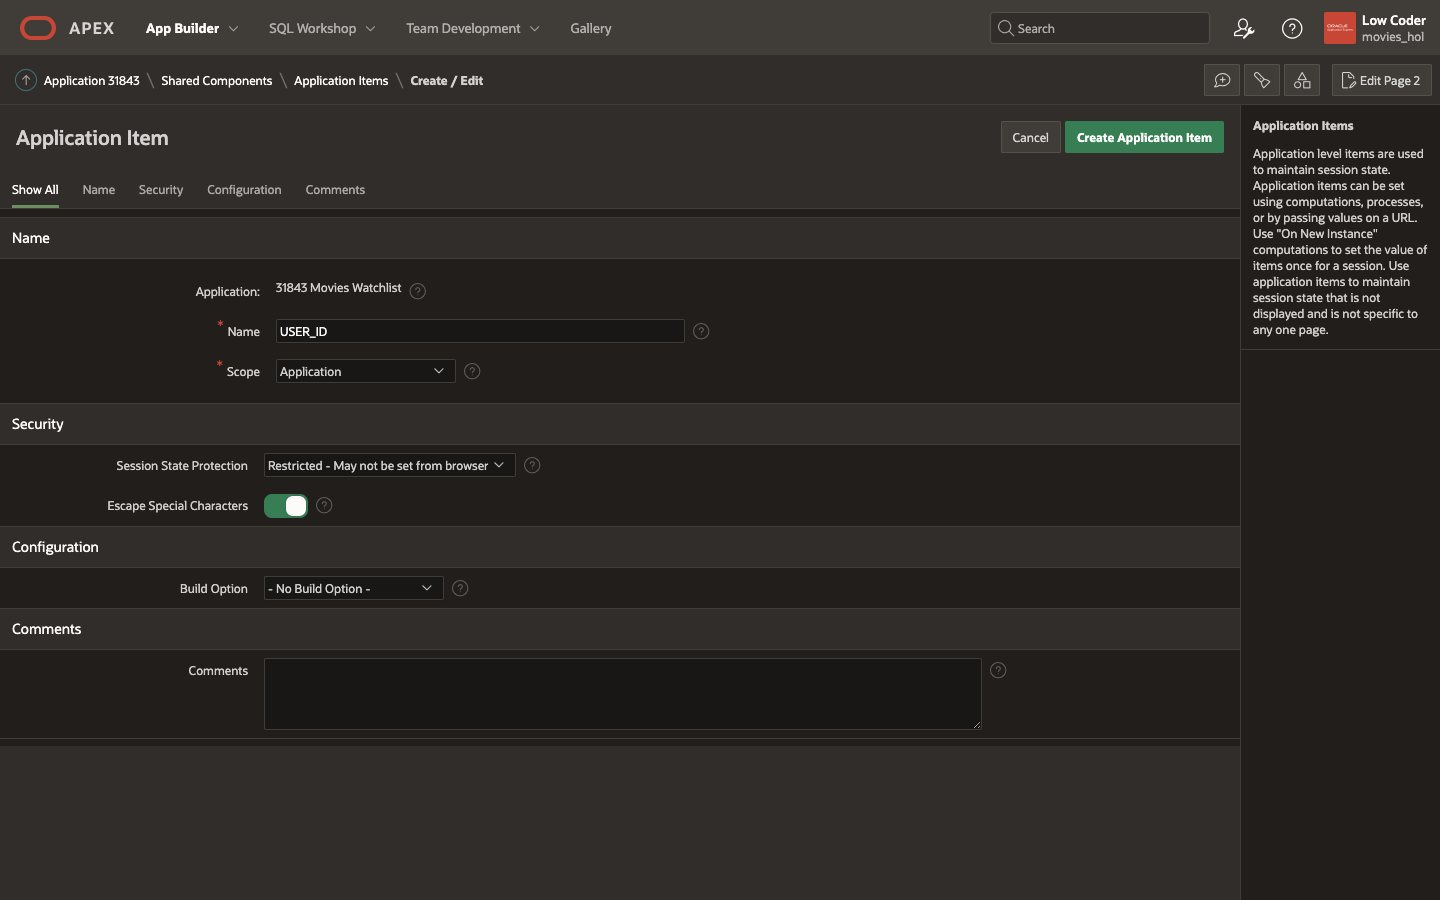 APEX App Builder SQL Workshop Team Development Gallery Search Low Coder
movies_hol
Application 31843 \ Shared Components \ Application Items \ Create / Edit Edit Page 2
Application Item Cancel Create Application Item
Show All Name Security Configuration Comments
Name
Application: 31843 Movies Watchlist ?
* Name USER_ID ?
* Scope Application ?
Security
Session State Protection Restricted - May not be set from browser ?
Escape Special Characters ?
Configuration
Build Option - No Build Option - ?
Comments
Comments ?
Application Items
Application level items are used
to maintain session state.
Application items can be set
using computations, processes,
or by passing values on a URL.
Use "On New Instance"
computations to set the value of
items once for a session. Use
application items to maintain
session state that is not
displayed and is not specific to
any one page.